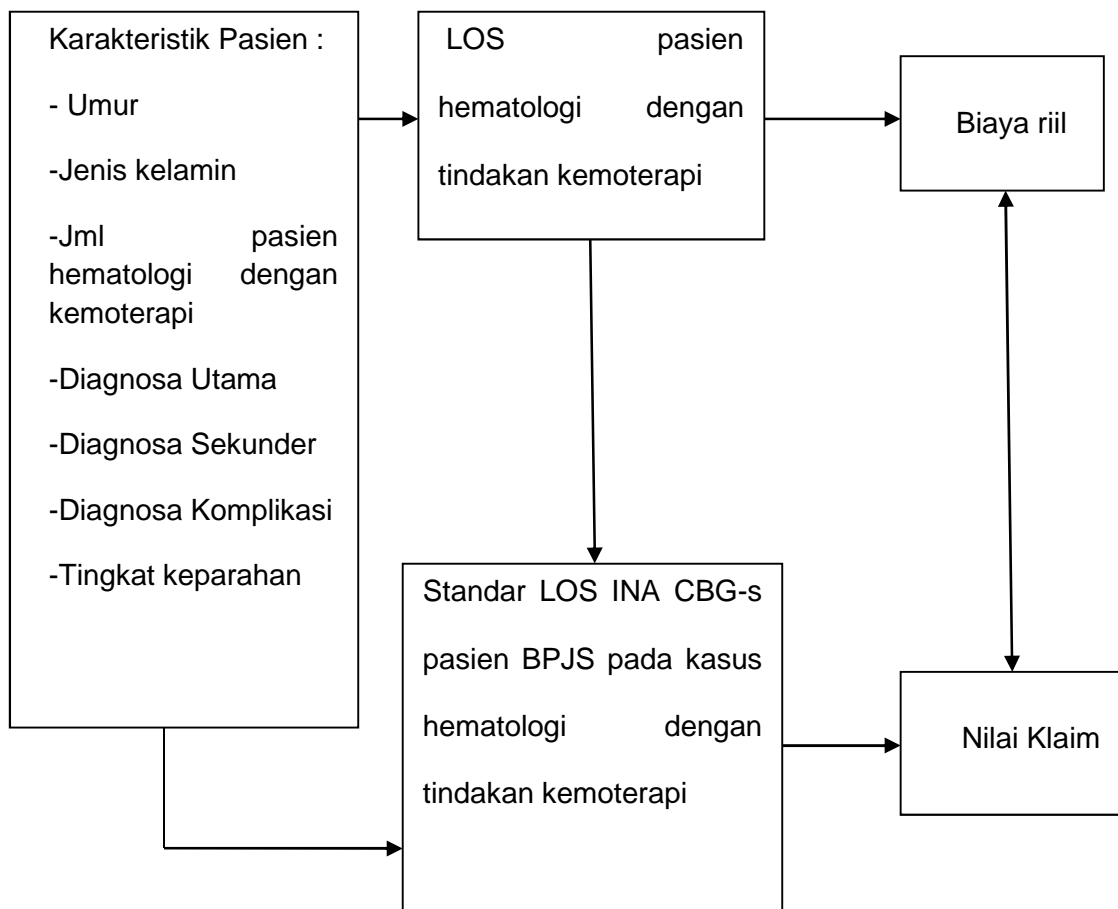 Karakteristik Pasien :
- Umur
-Jenis kelamin
-Jml pasien
hematologi dengan
kemoterapi
-Diagnosa Utama
-Diagnosa Sekunder
-Diagnosa Komplikasi
-Tingkat keparahan
LOS pasien
hematologi dengan
tindakan kemoterapi
Biaya riil
Standar LOS INA CBG-s
pasien BPJS pada kasus
hematologi dengan
tindakan kemoterapi
Nilai Klaim